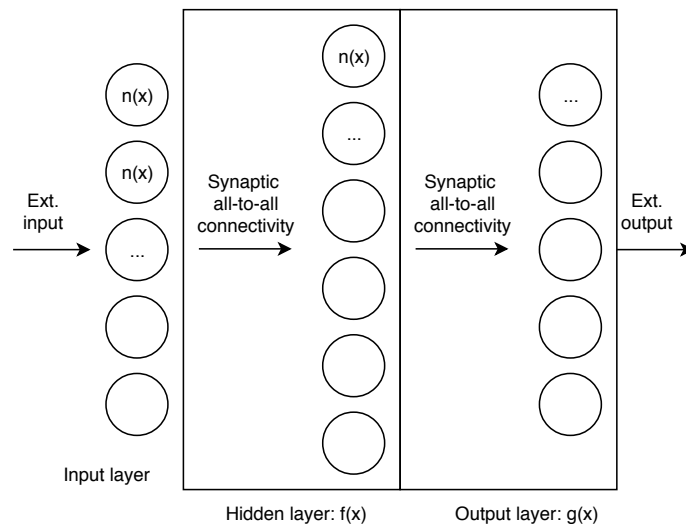 n(x)
n(x)
...
n(x)
...
...
Ext.
input
Synaptic
all-to-all
connectivity
Synaptic
all-to-all
connectivity
Ext.
output
Input layer
Hidden layer: f(x)
Output layer: g(x)